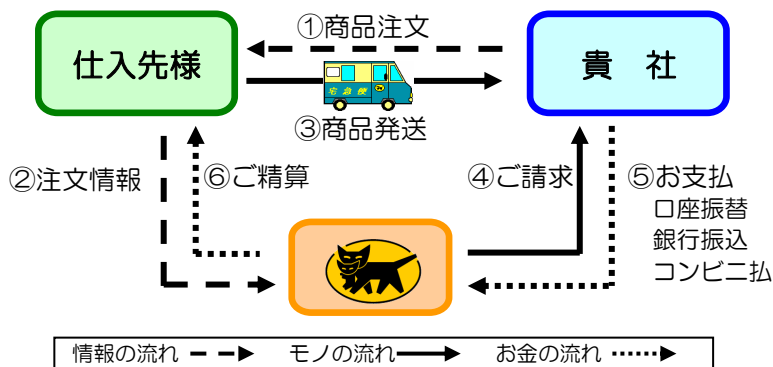 ①商品注文
仕入先様
貴 社
宅急便
③商品発送
②注文情報
⑥ご精算
④ご請求
⑤お支払
口座振替
銀行振込
コンビニ払
情報の流れ
モノの流れ
お金の流れ